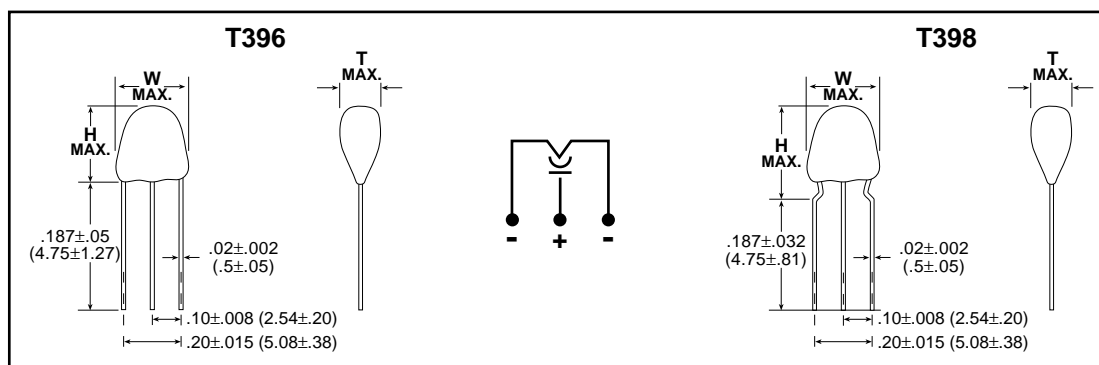 T396
W
MAX.
T
MAX.
H
MAX.
.187±.05
(4.75±1.27)
.02±.002
(.5±.05)
.10±.008 (2.54±.20)
.20±.015 (5.08±.38)
- + -
T398
W
MAX.
T
MAX.
H
MAX.
.187±.032
(4.75±.81)
.02±.002
(.5±.05)
.10±.008 (2.54±.20)
.20±.015 (5.08±.38)